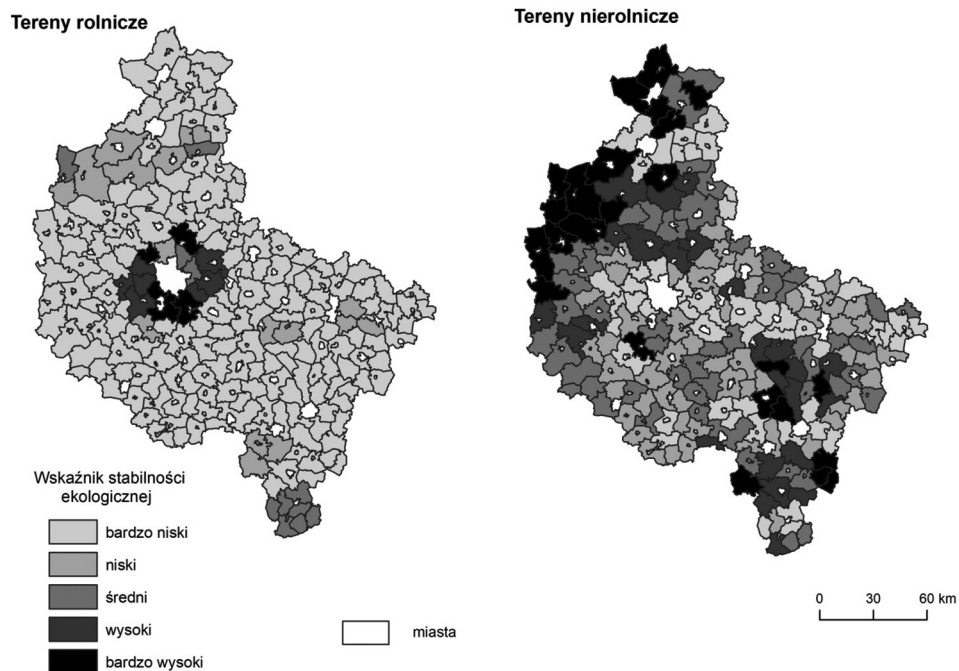 Tereny rolnicze
Tereny nierolnicze
Wskaźnik stabilności
ekologicznej
bardzo niski
niski
średni
wysoki
bardzo wysoki
miasta
0 30 60 km